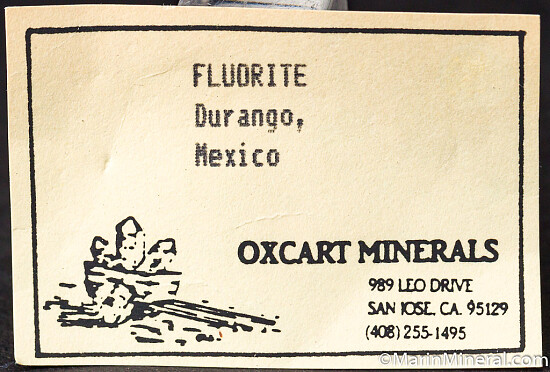 FLUORITE
Durango,
Mexico
OXCART MINERALS
989 LEO DRIVE
SAN JOSE, CA. 95129
(408) 255-1495
©MarinMineral.com